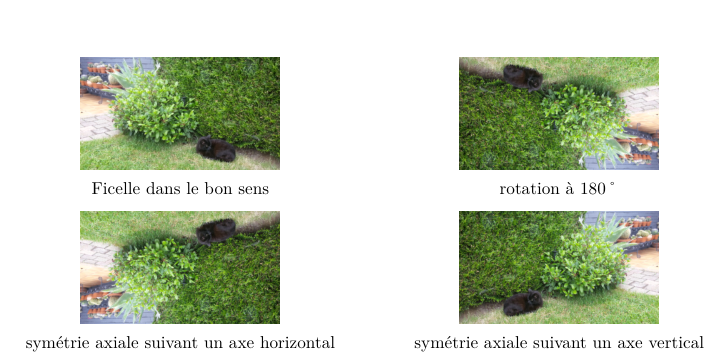 Ficelle dans le bon sens
rotation à 180°
symétrie axiale suivant un axe horizontal
symétrie axiale suivant un axe vertical